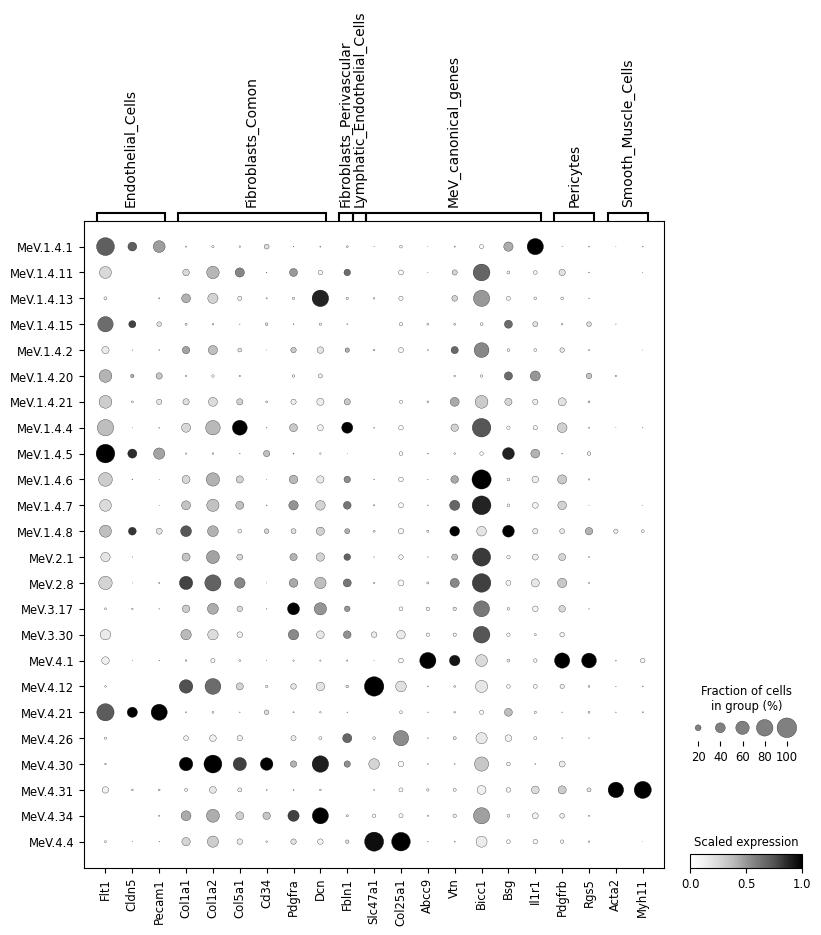 Endothelial_Cells
Fibroblasts_Comon
Fibroblasts_Perivascular
Lymphatic_Endothelial_Cells
MeV_canonical_genes
Pericytes
Smooth_Muscle_Cells
MeV.1.4.1
MeV.1.4.11
MeV.1.4.13
MeV.1.4.15
MeV.1.4.2
MeV.1.4.20
MeV.1.4.21
MeV.1.4.4
MeV.1.4.5
MeV.1.4.6
MeV.1.4.7
MeV.1.4.8
MeV.2.1
MeV.2.8
MeV.3.17
MeV.3.30
MeV.4.1
MeV.4.12
MeV.4.21
MeV.4.26
MeV.4.30
MeV.4.31
MeV.4.34
MeV.4.4
Flt1
Cldn5
Pecam1
Col1a1
Col1a2
Col5a1
Cd34
Pdgfra
Dcn
Fbln1
Slc47a1
Col25a1
Abcc9
Vtn
Bicc1
Bsg
Il1r1
Pdgfrb
Rgs5
Acta2
Myh11
Fraction of cells
in group (%)
20 40 60 80 100
Scaled expression
0.0 0.5 1.0